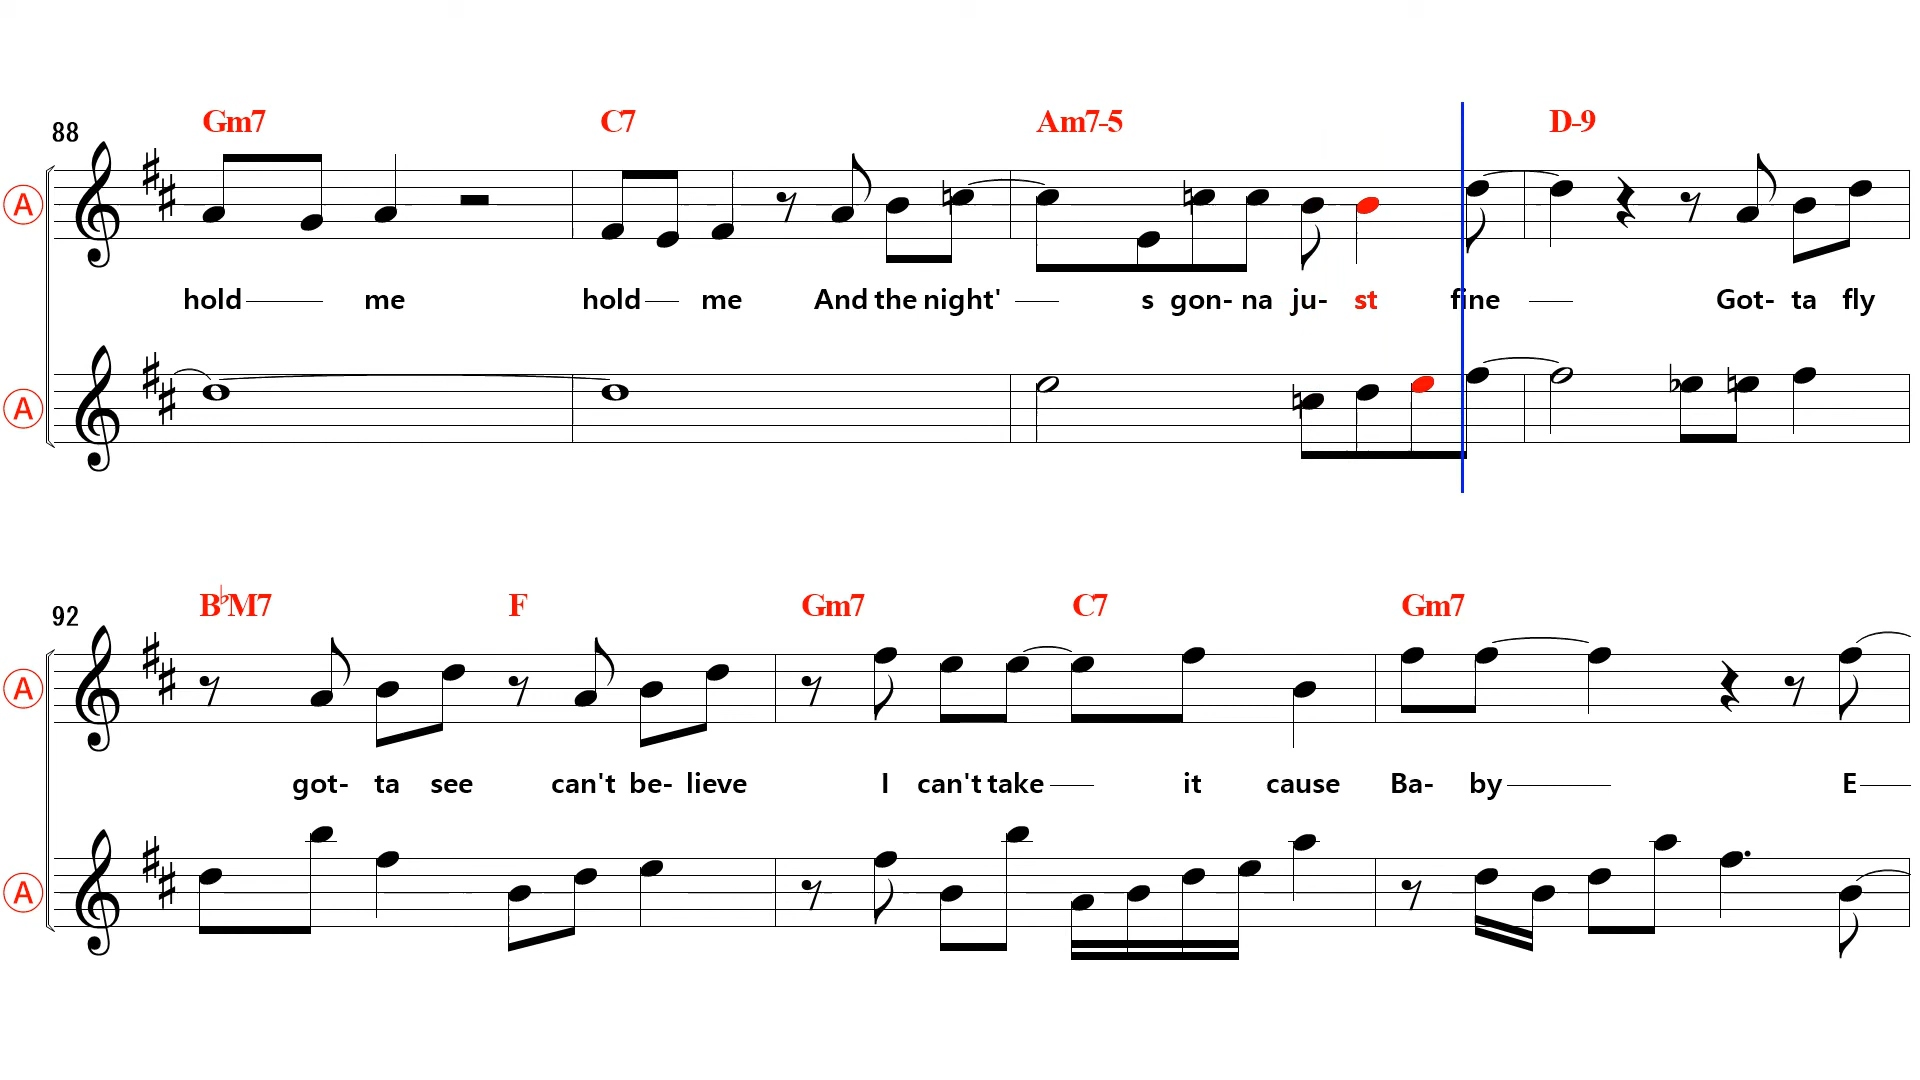 88 Gm7 C7 Am7-5 D-9
A
hold me hold me And the night' s gon- na ju- st fine Got- ta fly
A
92 B♭M7 F Gm7 C7 Gm7
A
got- ta see can't be- lieve I can't take it cause Ba- by E
A